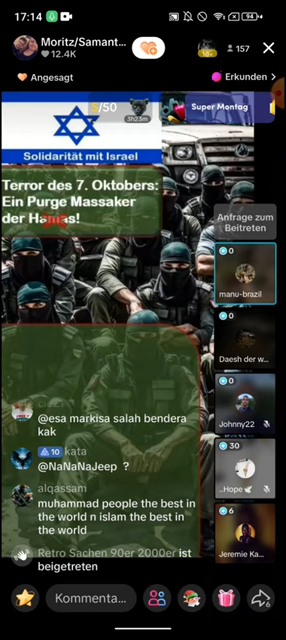 17:14
94
Moritz/Samant...
12.4K
157
Angesagt
Erkunden >
5/50
3h23m
Super Montag
Solidarität mit Israel
Terror des 7. Oktobers:
Ein Purge Massaker
der Hamas!
Anfrage zum
Beitreten
0
manu-brazil
0
Daesh der w...
0
Johnny22
30
..Hope
6
Jeremie Ka...
@esa markisa salah bendera
kak
10 kata
@NaNaNaJeep ?
alqassam
muhammad people the best in
the world n islam the best in
the world
Retro Sachen 90er 2000er ist
beigetreten
Kommenta...
6